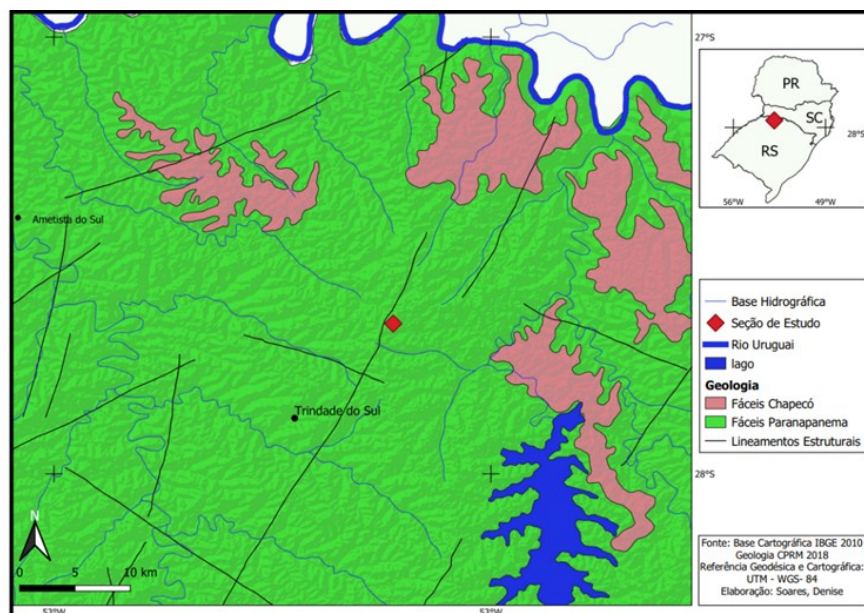 27°S
PR
SC
28°S
RS
56°W
49°W
Ametista do Sul
Trindade do Sul
Base Hidrográfica
Seção de Estudo
Rio Uruguai
lago
Geologia
Fáceis Chapecó
Fáceis Paranapanema
Lineamentos Estruturais
28°S
N
0 5 10 km
53°W
53°W
Fonte: Base Cartográfica IBGE 2010
Geologia CPRM 2018
Referência Geodésica e Cartográfica:
UTM - WGS- 84
Elaboração: Soares, Denise